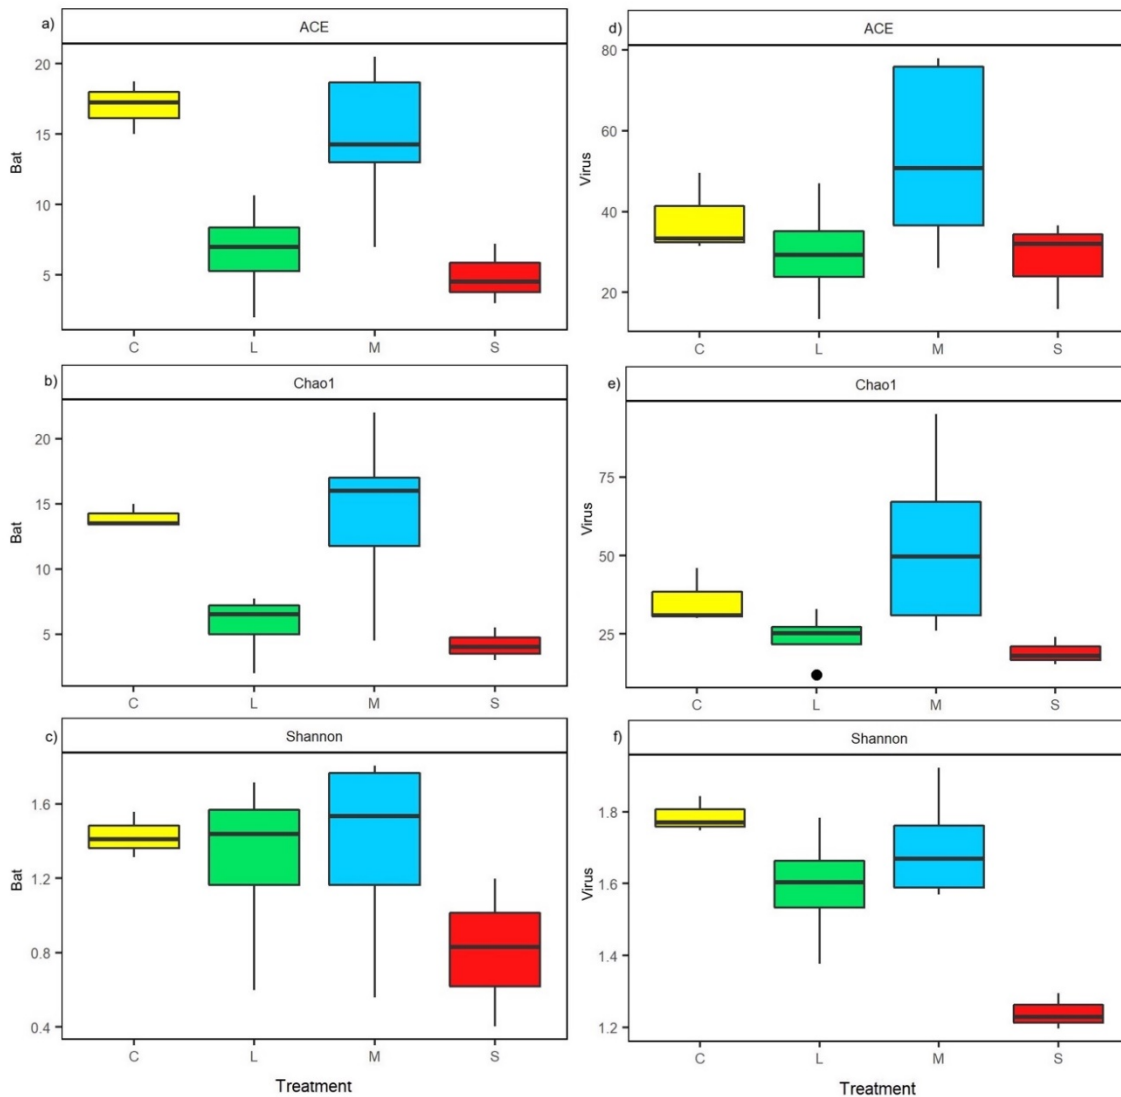 a)
ACE
20
15
10
5
Bat
C L M S
b)
Chao1
20
15
10
5
Bat
C L M S
c)
Shannon
1.6
1.2
0.8
0.4
Bat
C L M S
Treatment
d)
ACE
80
60
40
20
Virus
C L M S
e)
Chao1
75
50
25
Virus
C L M S
f)
Shannon
1.8
1.6
1.4
1.2
Virus
C L M S
Treatment